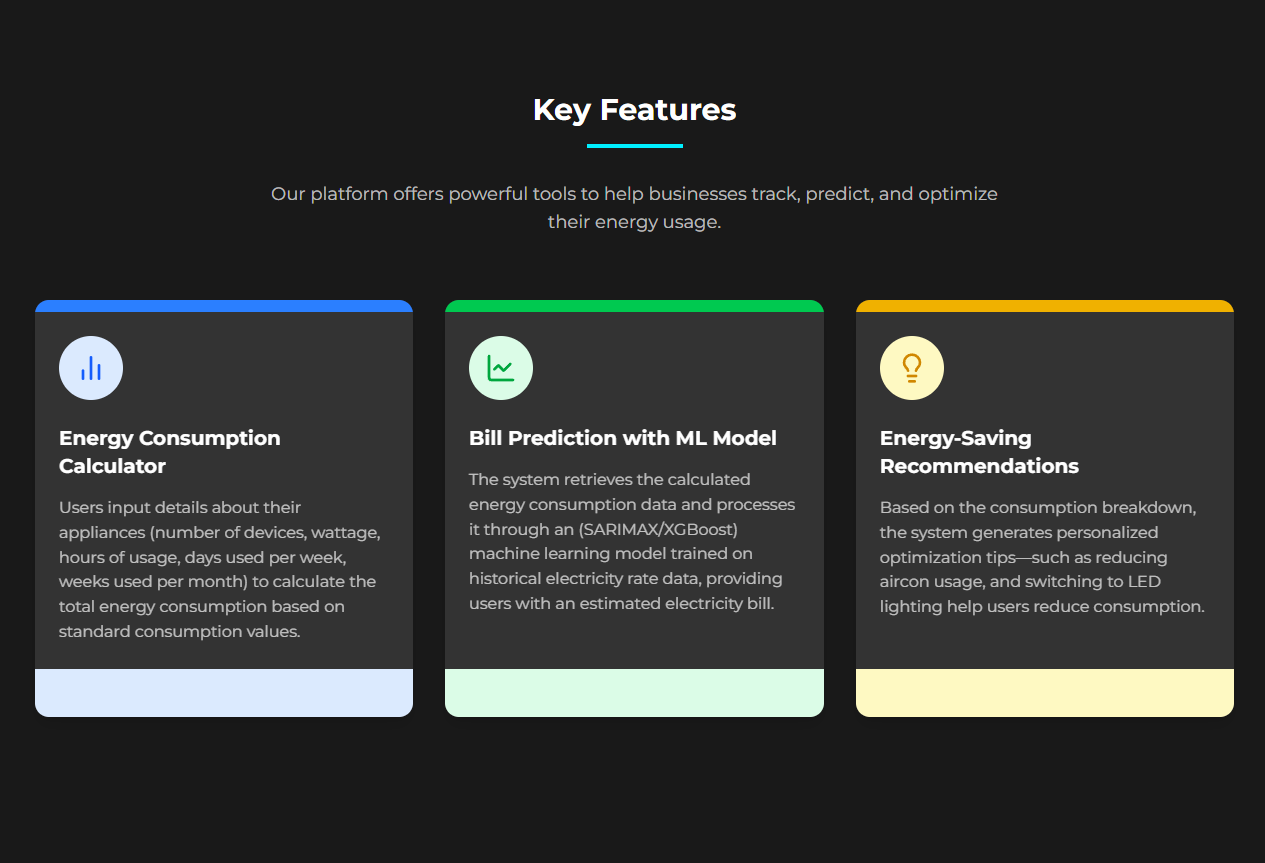 Key Features
Our platform offers powerful tools to help businesses track, predict, and optimize
their energy usage.
Energy Consumption
Calculator
Users input details about their
appliances (number of devices, wattage,
hours of usage, days used per week,
weeks used per month) to calculate the
total energy consumption based on
standard consumption values.
Bill Prediction with ML Model
The system retrieves the calculated
energy consumption data and processes
it through an (SARIMAX/XGBoost)
machine learning model trained on
historical electricity rate data, providing
users with an estimated electricity bill.
Energy-Saving
Recommendations
Based on the consumption breakdown,
the system generates personalized
optimization tips—such as reducing
aircon usage, and switching to LED
lighting help users reduce consumption.